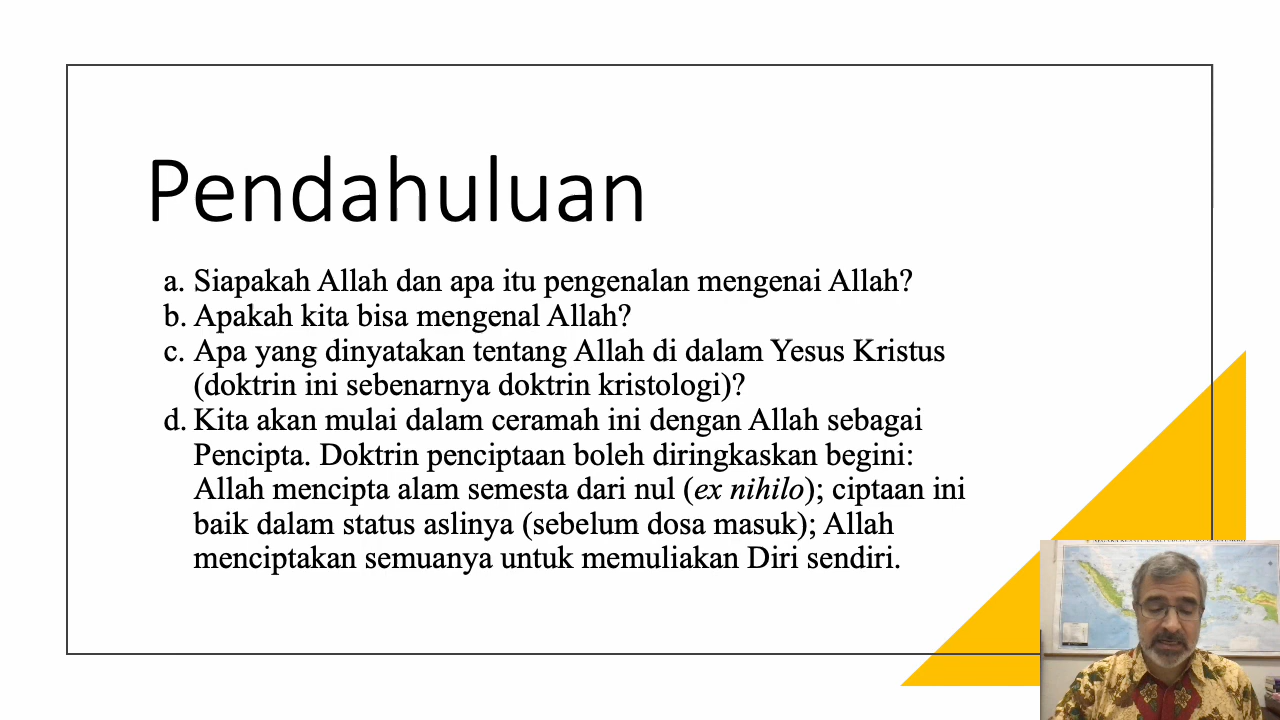 Pendahuluan
a. Siapakah Allah dan apa itu pengenalan mengenai Allah?
b. Apakah kita bisa mengenal Allah?
c. Apa yang dinyatakan tentang Allah di dalam Yesus Kristus
(doktrin ini sebenarnya doktrin kristologi)?
d. Kita akan mulai dalam ceramah ini dengan Allah sebagai
Pencipta. Doktrin penciptaan boleh diringkaskan begini:
Allah mencipta alam semesta dari nul (ex nihilo); ciptaan ini
baik dalam status aslinya (sebelum dosa masuk); Allah
menciptakan semuanya untuk memuliakan Diri sendiri.